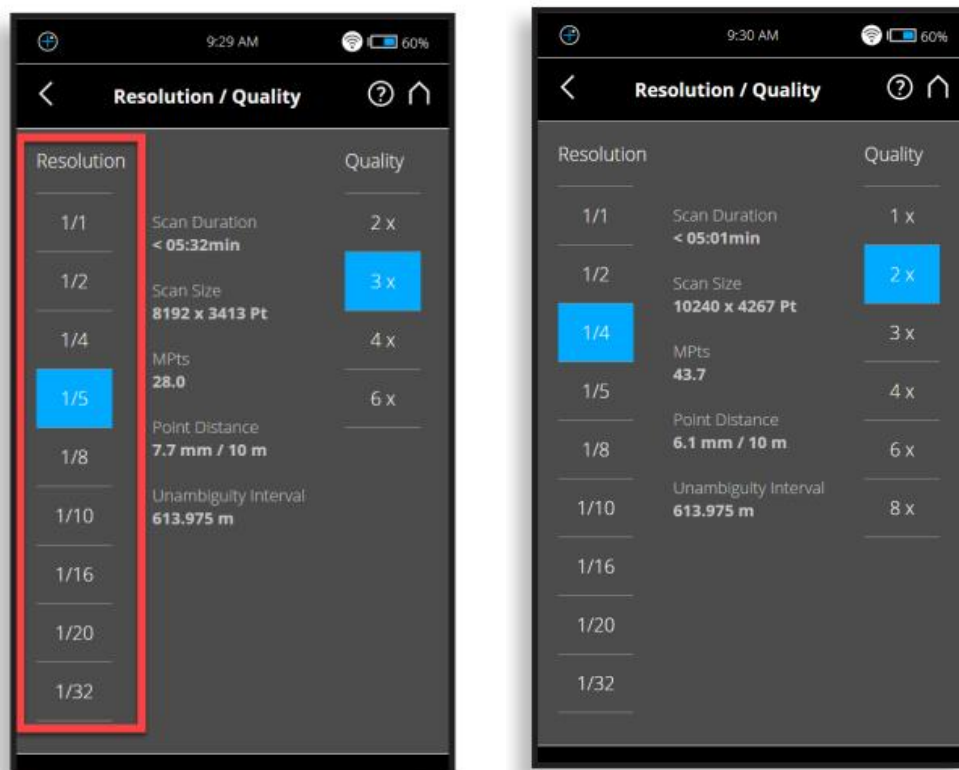 9:29 AM 60%
Resolution / Quality
Resolution Quality
1/1
1/2
1/4
1/5
1/8
1/10
1/16
1/20
1/32
Scan Duration
< 05:32min
Scan Size
8192 x 3413 Pt
MPts
28.0
Point Distance
7.7 mm / 10 m
Unambiguity Interval
613.975 m
2 x
3 x
4 x
6 x
9:30 AM 60%
Resolution / Quality
Resolution Quality
1/1
1/2
1/4
1/5
1/8
1/10
1/16
1/20
1/32
Scan Duration
< 05:01min
Scan Size
10240 x 4267 Pt
MPts
43.7
Point Distance
6.1 mm / 10 m
Unambiguity Interval
613.975 m
1 x
2 x
3 x
4 x
6 x
8 x